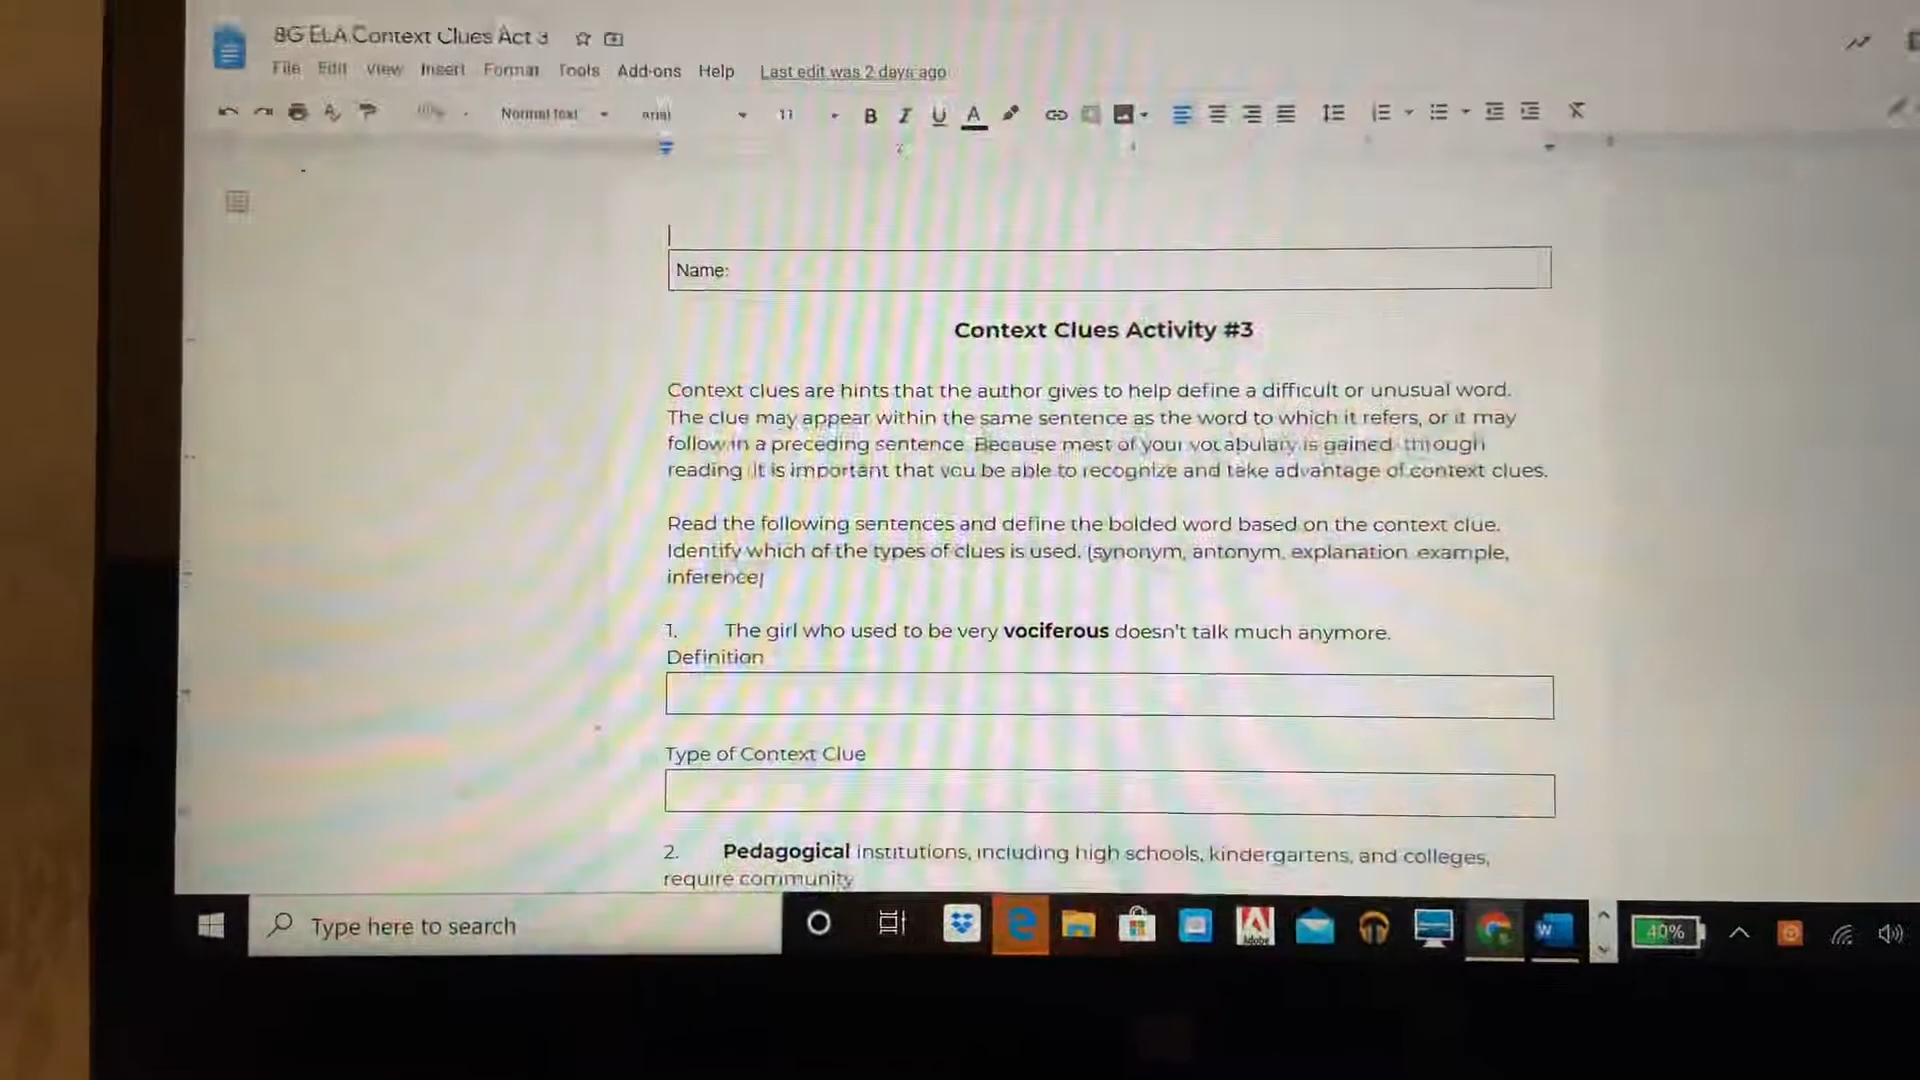 8G ELA Context Clues Act 3
File Edit View Insert Format Tools Add-ons Help Last edit was 2 days ago
Normal text Arial 11 B I U A
Name:
Context Clues Activity #3
Context clues are hints that the author gives to help define a difficult or unusual word.
The clue may appear within the same sentence as the word to which it refers, or it may
follow in a preceding sentence. Because most of your vocabulary is gained through
reading it is important that you be able to recognize and take advantage of context clues.
Read the following sentences and define the bolded word based on the context clue.
Identify which of the types of clues is used. (synonym, antonym, explanation example,
inference)
1. The girl who used to be very vociferous doesn't talk much anymore.
Definition
Type of Context Clue
2. Pedagogical institutions, including high schools, kindergartens, and colleges,
require community
Type here to search
Adobe
W
40%